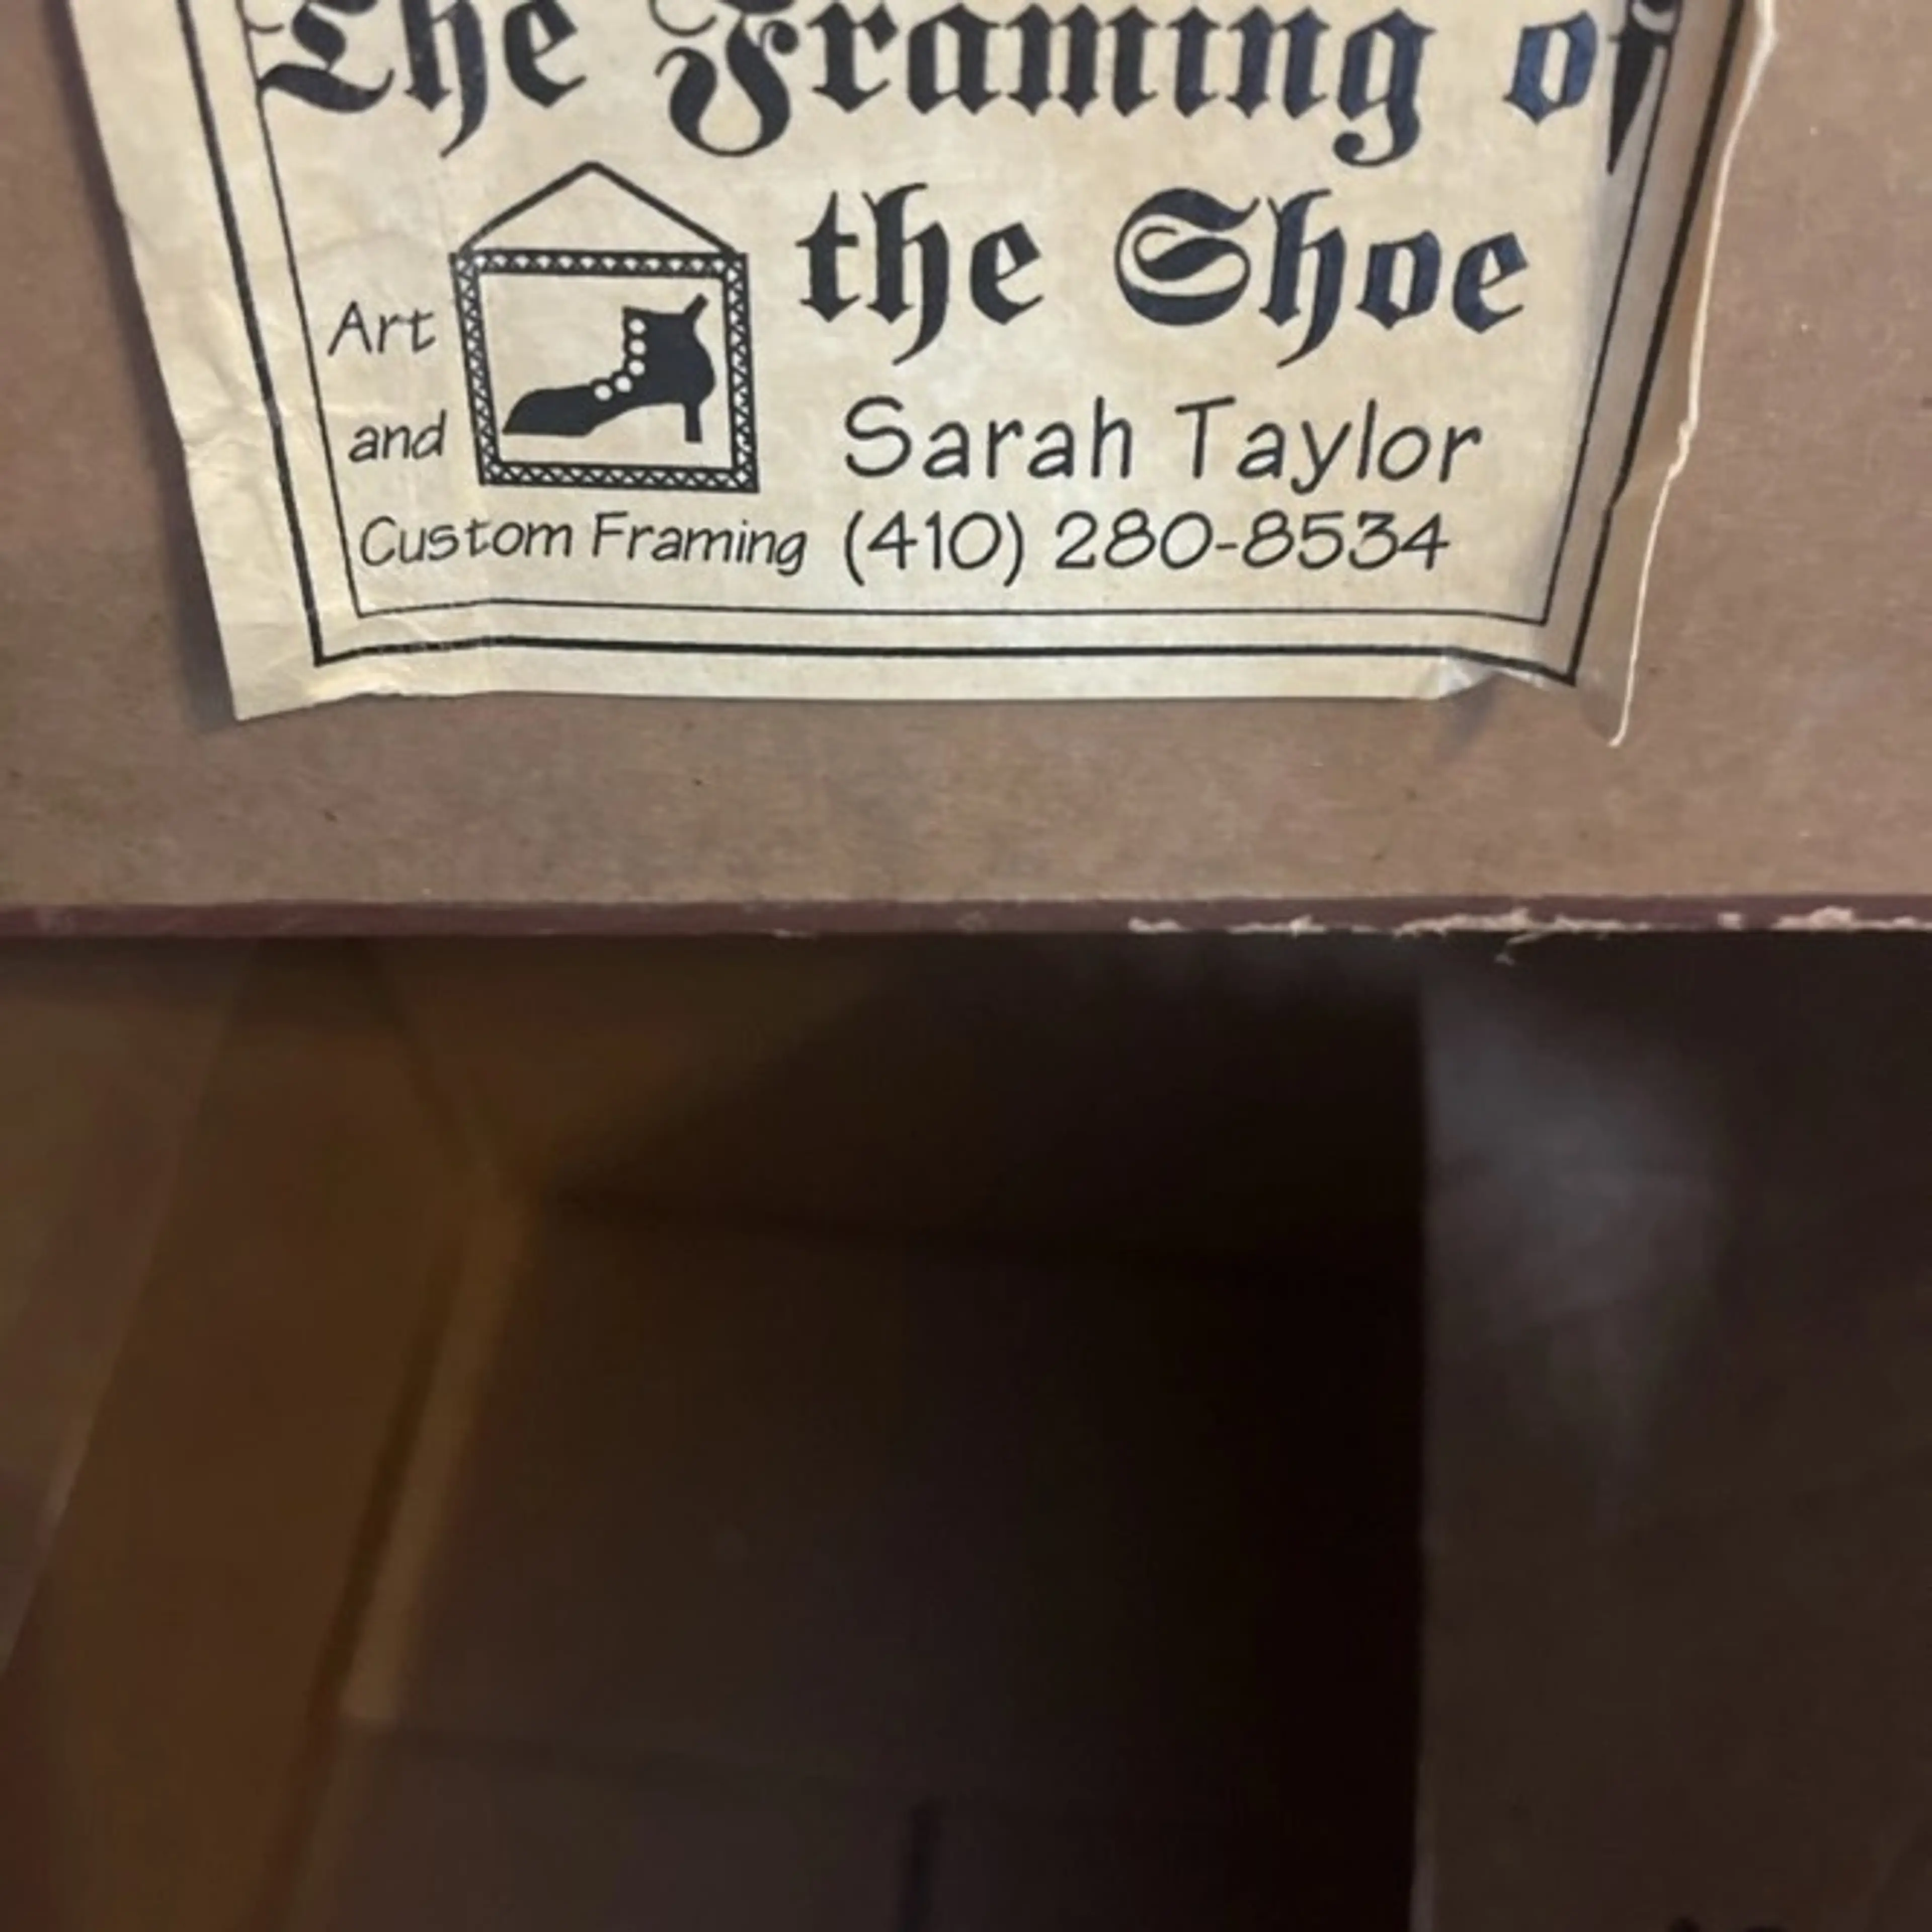 The Framing of
the Shoe
Art
and
Custom Framing
Sarah Taylor
(410) 280-8534